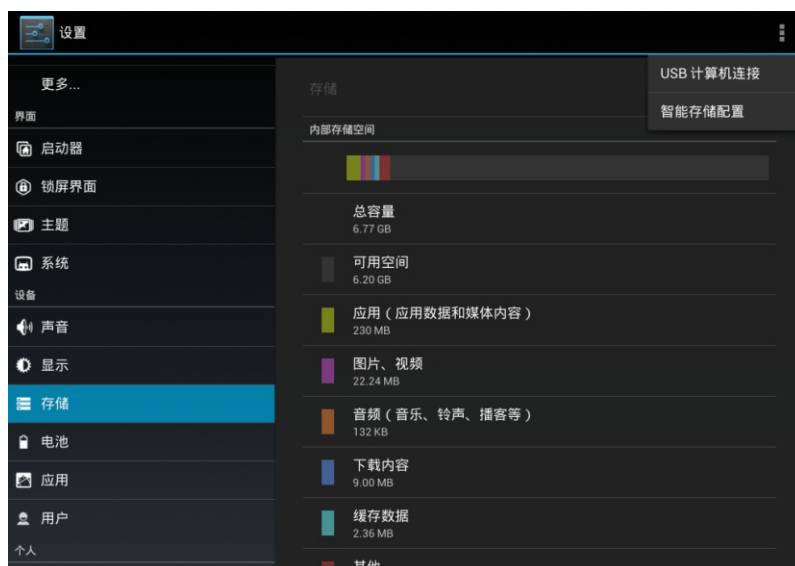 设置
USB 计算机连接
智能存储配置
更多...
界面
启动器
锁屏界面
主题
系统
设备
声音
显示
存储
电池
应用
用户
个人
存储
内部存储空间
总容量
6.77 GB
可用空间
6.20 GB
应用（应用数据和媒体内容）
230 MB
图片、视频
22.24 MB
音频（音乐、铃声、播客等）
132 KB
下载内容
9.00 MB
缓存数据
2.36 MB
其他